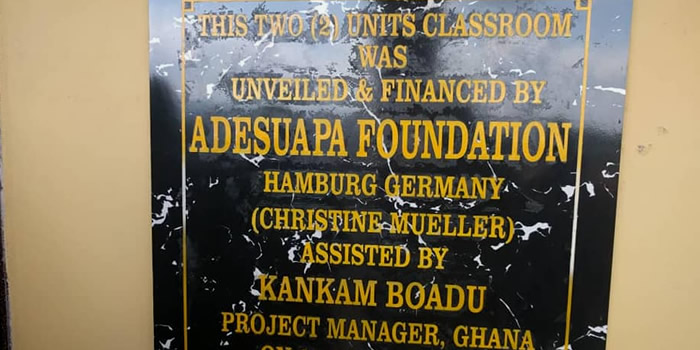 THIS TWO (2) UNITS CLASSROOM
WAS
UNVEILED & FINANCED BY
ADESUAPA FOUNDATION
HAMBURG GERMANY
(CHRISTINE MUELLER)
ASSISTED BY
KANKAM BOADU
PROJECT MANAGER, GHANA